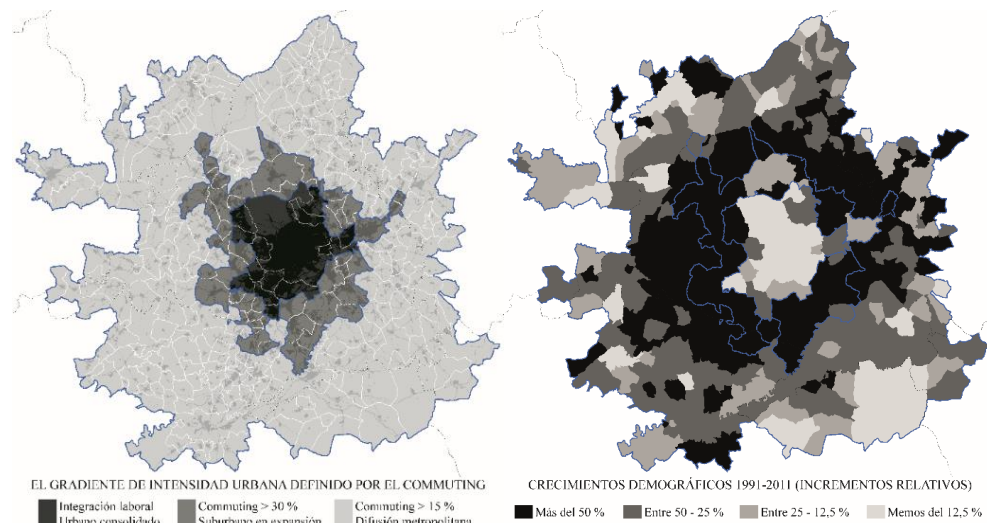 EL GRADIENTE DE INTENSIDAD URBANA DEFINIDO POR EL COMMUTING
Integración laboral
Urbano consolidado
Commuting > 30 %
Suburbano en expansión
Commuting > 15 %
Difusión metropolitana
CRECIMIENTOS DEMOGRÁFICOS 1991-2011 (INCREMENTOS RELATIVOS)
Más del 50 %
Entre 50 - 25 %
Entre 25 - 12,5 %
Memos del 12,5 %